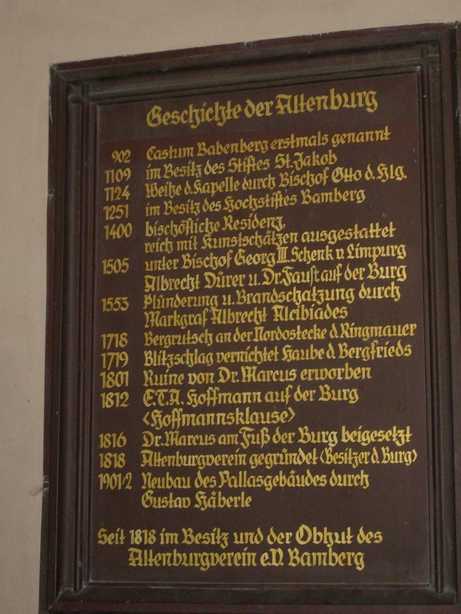 Geschichte der Altenburg
902 Castum Babenberg erstmals genannt
1109 im Besitz des Stiftes St. Jakob
1124 Weihe d. Kapelle durch Bischof Otto d. Hlg.
1251 im Besitz des Hochstiftes Bamberg
1400 bischöfliche Residenz,
reich mit Kunstschätzen ausgestattet
1505 unter Bischof Georg III. Schenk v. Limpurg
Albrecht Dürer u. Dr. Faust auf der Burg
1553 Plünderung u. Brandschatzung durch
Markgraf Albrecht Alcibiades
1718 Bergrutsch an der Nordostecke d. Ringmauer
1719 Blitzschlag vernichtet Haube d. Bergfrieds
1801 Ruine von Dr. Marcus erworben
1812 E.T.A. Hoffmann auf der Burg
<Hoffmannsklause>
1816 Dr. Marcus am Fuß der Burg beigesetzt
1818 Altenburgverein gegründet <Besitzer d. Burg>
1901/2 Neubau des Pallasgebäudes durch
Gustav Häberle
Seit 1818 im Besitz und der Obhut des
Altenburgverein e.V. Bamberg